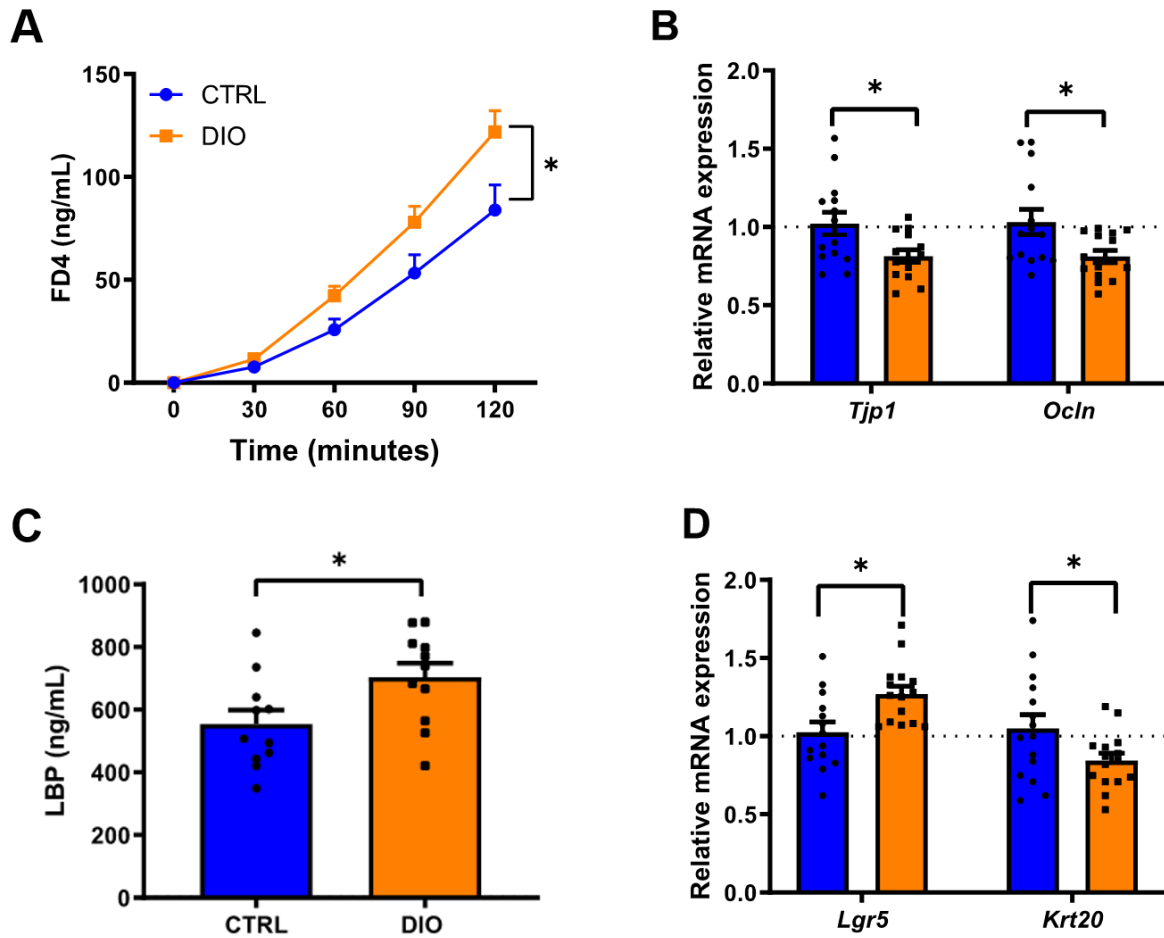 A
150
100
50
0
FD4 (ng/mL)
CTRL
DIO
*
0 30 60 90 120
Time (minutes)
B
2.0
1.5
1.0
0.5
0.0
Relative mRNA expression
* *
Tjp1 Ocln
C
1000
800
600
400
200
0
LBP (ng/mL)
*
CTRL DIO
D
2.0
1.5
1.0
0.5
0.0
Relative mRNA expression
* *
Lgr5 Krt20